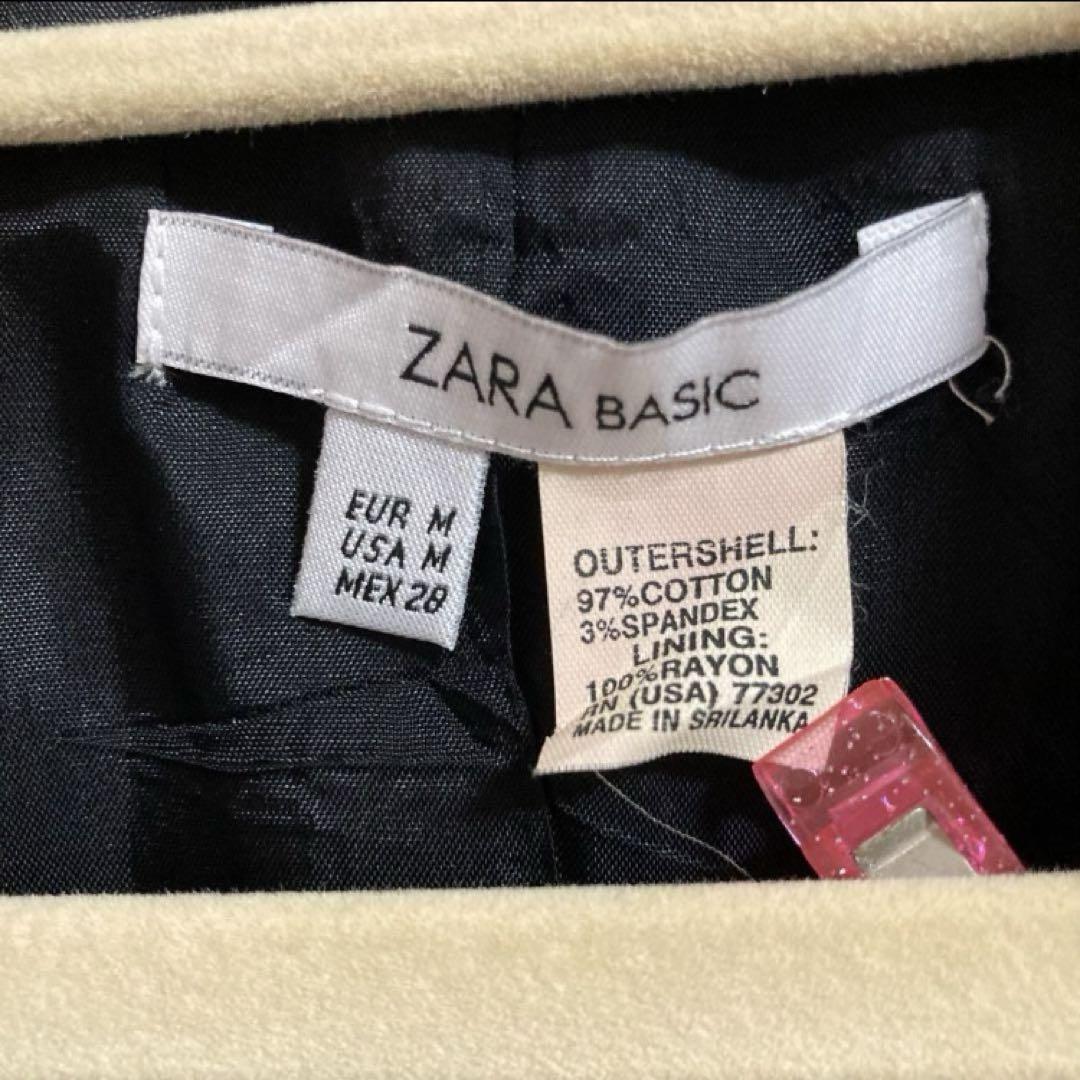 ZARA BASIC
EUR M
USA M
MEX 28
OUTERSHELL:
97%COTTON
3%SPANDEX
LINING:
100%RAYON
RN (USA) 77302
MADE IN SRILANKA